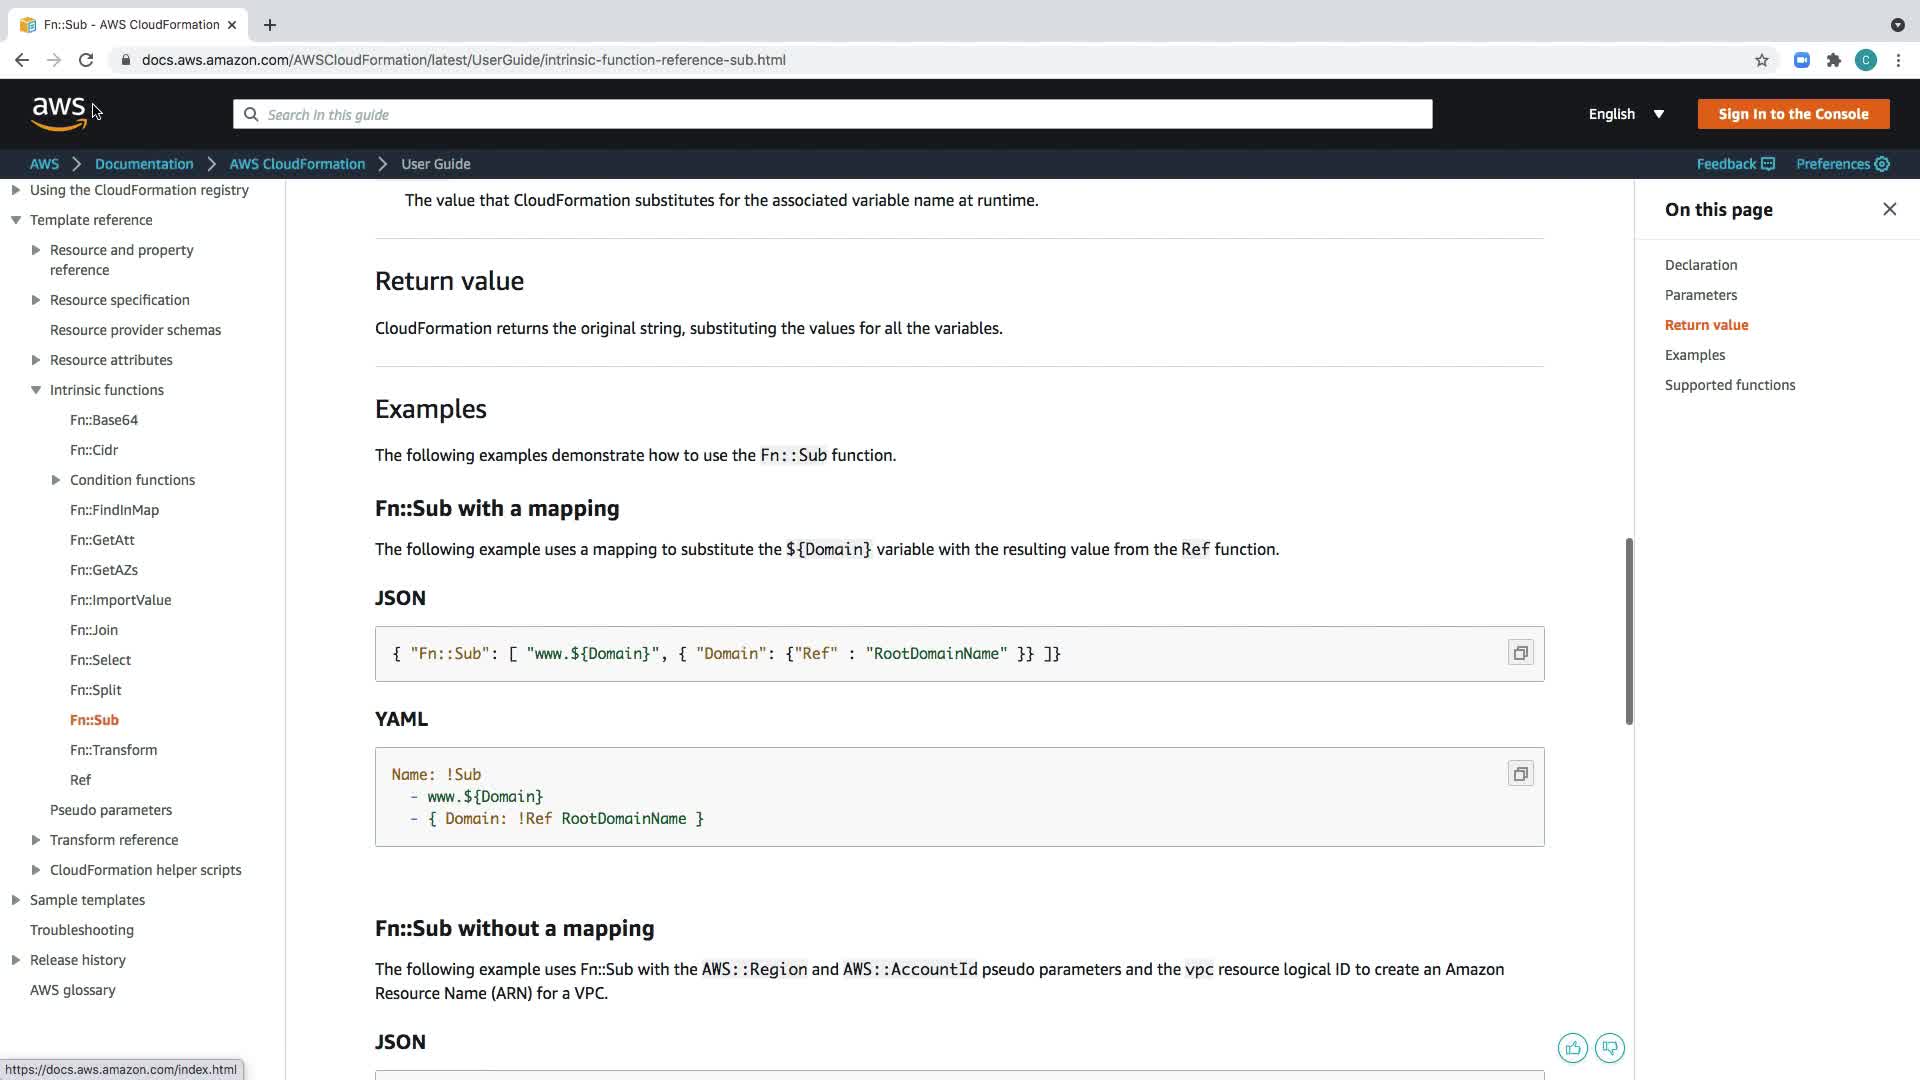 Fn::Sub - AWS CloudFormation
docs.aws.amazon.com/AWSCloudFormation/latest/UserGuide/intrinsic-function-reference-sub.html
C
aws
Search in this guide
English
Sign In to the Console
AWS
Documentation
AWS CloudFormation
User Guide
Feedback
Preferences
Using the CloudFormation registry
Template reference
Resource and property
reference
Resource specification
Resource provider schemas
Resource attributes
Intrinsic functions
Fn::Base64
Fn::Cidr
Condition functions
Fn::FindInMap
Fn::GetAtt
Fn::GetAZs
Fn::ImportValue
Fn::Join
Fn::Select
Fn::Split
Fn::Sub
Fn::Transform
Ref
Pseudo parameters
Transform reference
CloudFormation helper scripts
Sample templates
Troubleshooting
Release history
AWS glossary
https://docs.aws.amazon.com/index.html
The value that CloudFormation substitutes for the associated variable name at runtime.
Return value
CloudFormation returns the original string, substituting the values for all the variables.
Examples
The following examples demonstrate how to use the Fn::Sub function.
Fn::Sub with a mapping
The following example uses a mapping to substitute the ${Domain} variable with the resulting value from the Ref function.
JSON
{ "Fn::Sub": [ "www.${Domain}", { "Domain": {"Ref" : "RootDomainName" }} ]}
YAML
Name: !Sub
- www.${Domain}
- { Domain: !Ref RootDomainName }
Fn::Sub without a mapping
The following example uses Fn::Sub with the AWS::Region and AWS::AccountId pseudo parameters and the vpc resource logical ID to create an Amazon
Resource Name (ARN) for a VPC.
JSON
On this page
Declaration
Parameters
Return value
Examples
Supported functions